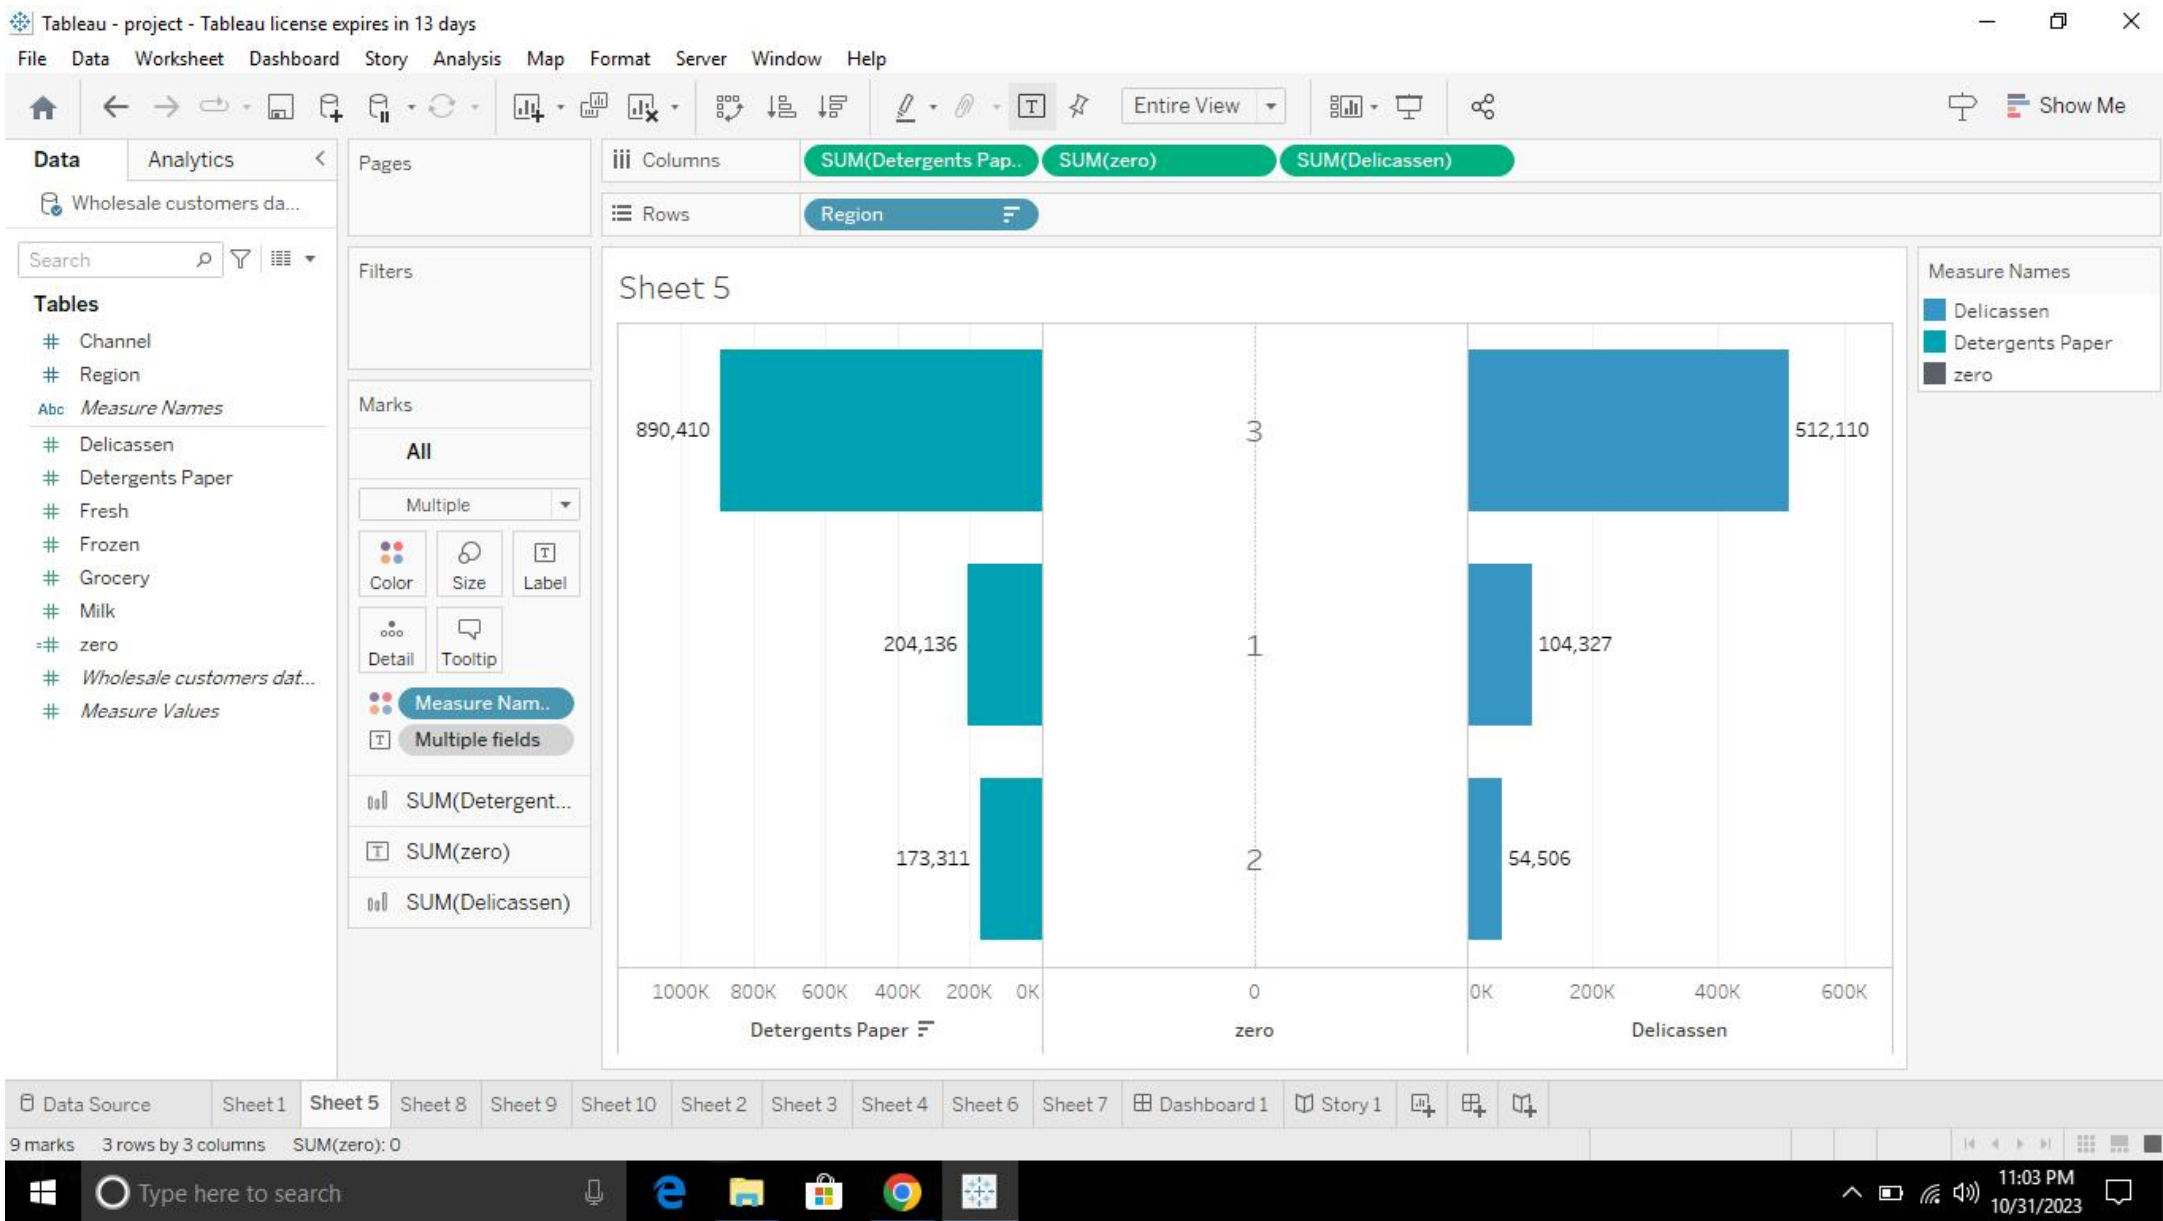 Tableau - project - Tableau license expires in 13 days
File Data Worksheet Dashboard Story Analysis Map Format Server Window Help
Entire View
Show Me
Data Analytics
Wholesale customers da...
Search
Tables
# Channel
# Region
Abc Measure Names
# Delicassen
# Detergents Paper
# Fresh
# Frozen
# Grocery
# Milk
=# zero
# Wholesale customers dat...
# Measure Values
Pages
Filters
Marks
All
Multiple
Color Size T Label
Detail Tooltip
Measure Nam..
T Multiple fields
SUM(Detergent...
T SUM(zero)
SUM(Delicassen)
iii Columns SUM(Detergents Pap.. SUM(zero) SUM(Delicassen)
Rows Region
Sheet 5
890,410 3 512,110
204,136 1 104,327
173,311 2 54,506
1000K 800K 600K 400K 200K 0K 0 0K 200K 400K 600K
Detergents Paper zero Delicassen
Measure Names
Delicassen
Detergents Paper
zero
Data Source Sheet 1 Sheet 5 Sheet 8 Sheet 9 Sheet 10 Sheet 2 Sheet 3 Sheet 4 Sheet 6 Sheet 7 Dashboard 1 Story 1
9 marks 3 rows by 3 columns SUM(zero): 0
Type here to search
11:03 PM
10/31/2023